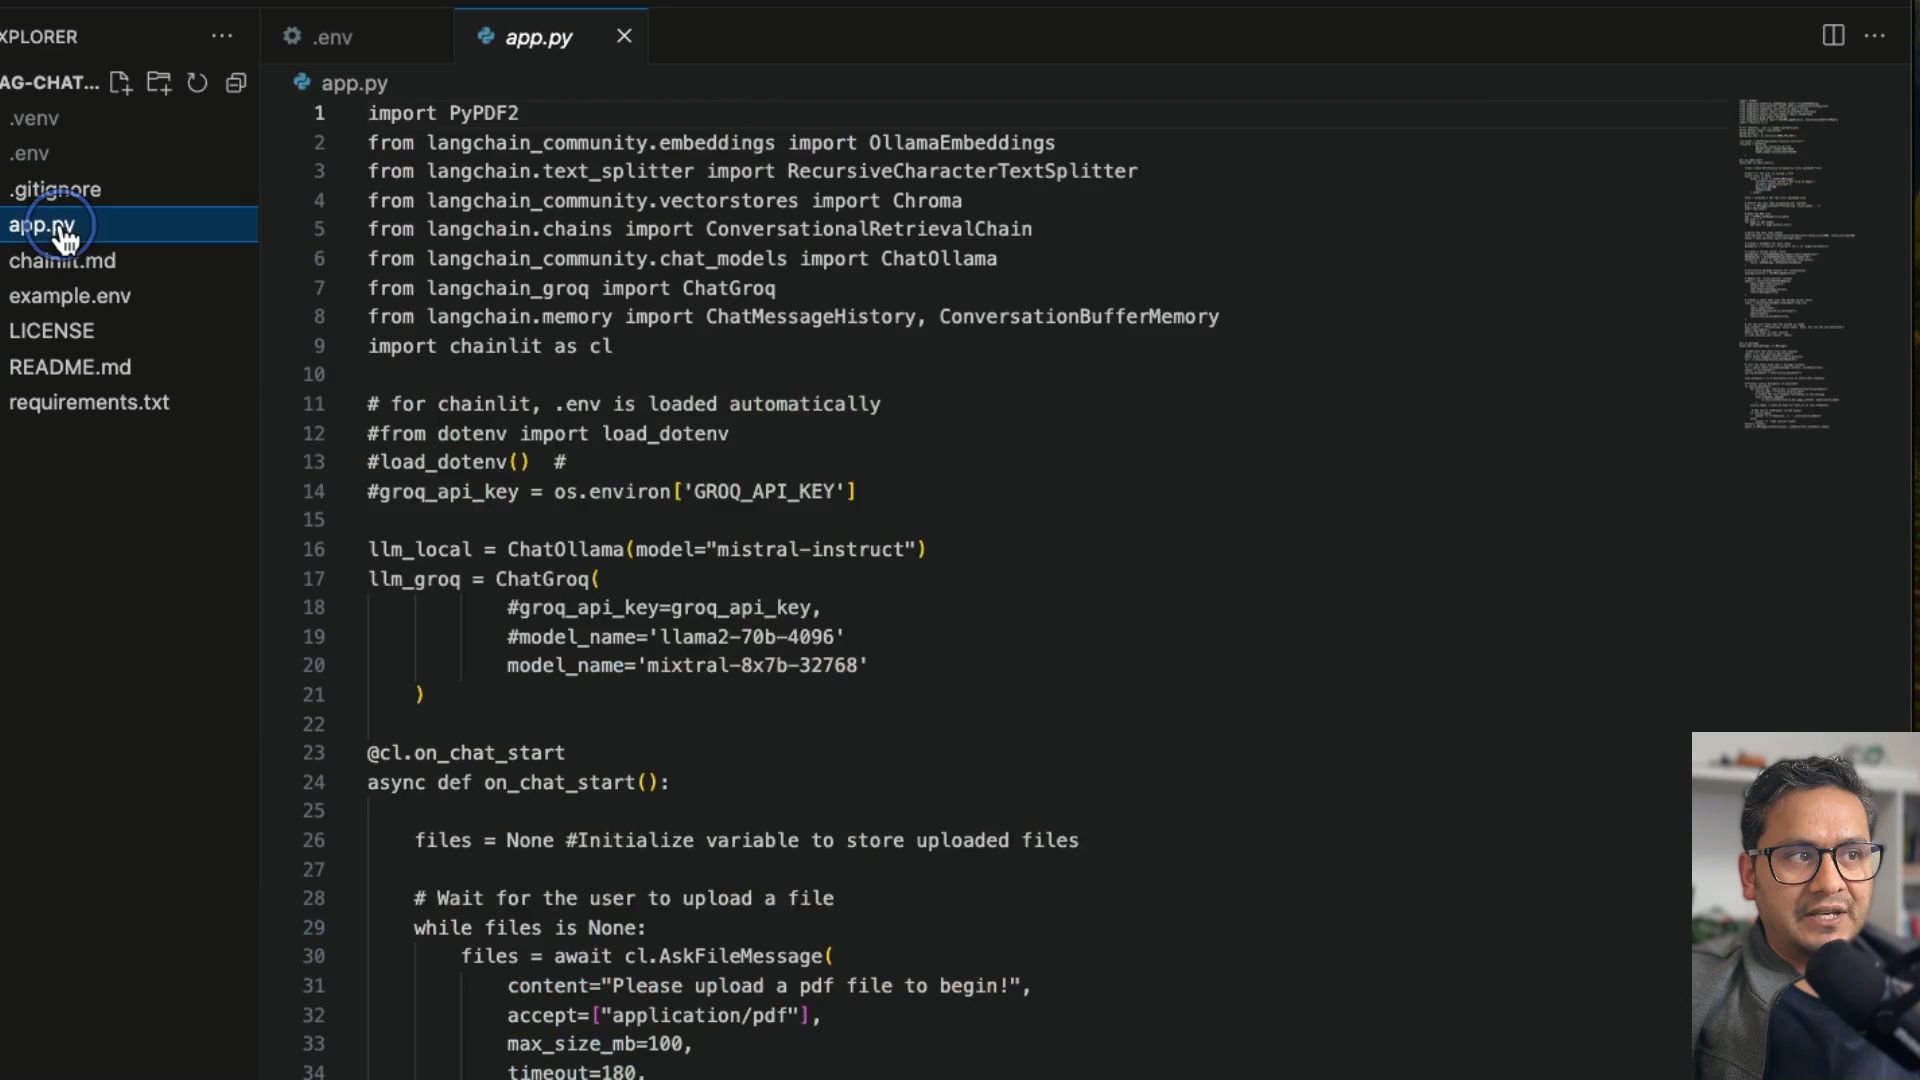 XPLORER
AG-CHAT...
.venv
.env
.gitignore
app.py
chainlit.md
example.env
LICENSE
README.md
requirements.txt
.env
app.py
app.py
1 import PyPDF2
2 from langchain_community.embeddings import OllamaEmbeddings
3 from langchain.text_splitter import RecursiveCharacterTextSplitter
4 from langchain_community.vectorstores import Chroma
5 from langchain.chains import ConversationalRetrievalChain
6 from langchain_community.chat_models import ChatOllama
7 from langchain_groq import ChatGroq
8 from langchain.memory import ChatMessageHistory, ConversationBufferMemory
9 import chainlit as cl
10
11 # for chainlit, .env is loaded automatically
12 #from dotenv import load_dotenv
13 #load_dotenv()  #
14 #groq_api_key = os.environ['GROQ_API_KEY']
15
16 llm_local = ChatOllama(model="mistral-instruct")
17 llm_groq = ChatGroq(
18 #groq_api_key=groq_api_key,
19 #model_name='llama2-70b-4096'
20 model_name='mixtral-8x7b-32768'
21 )
22
23 @cl.on_chat_start
24 async def on_chat_start():
25
26 files = None #Initialize variable to store uploaded files
27
28 # Wait for the user to upload a file
29 while files is None:
30 files = await cl.AskFileMessage(
31 content="Please upload a pdf file to begin!",
32 accept=["application/pdf"],
33 max_size_mb=100,
34 timeout=180,